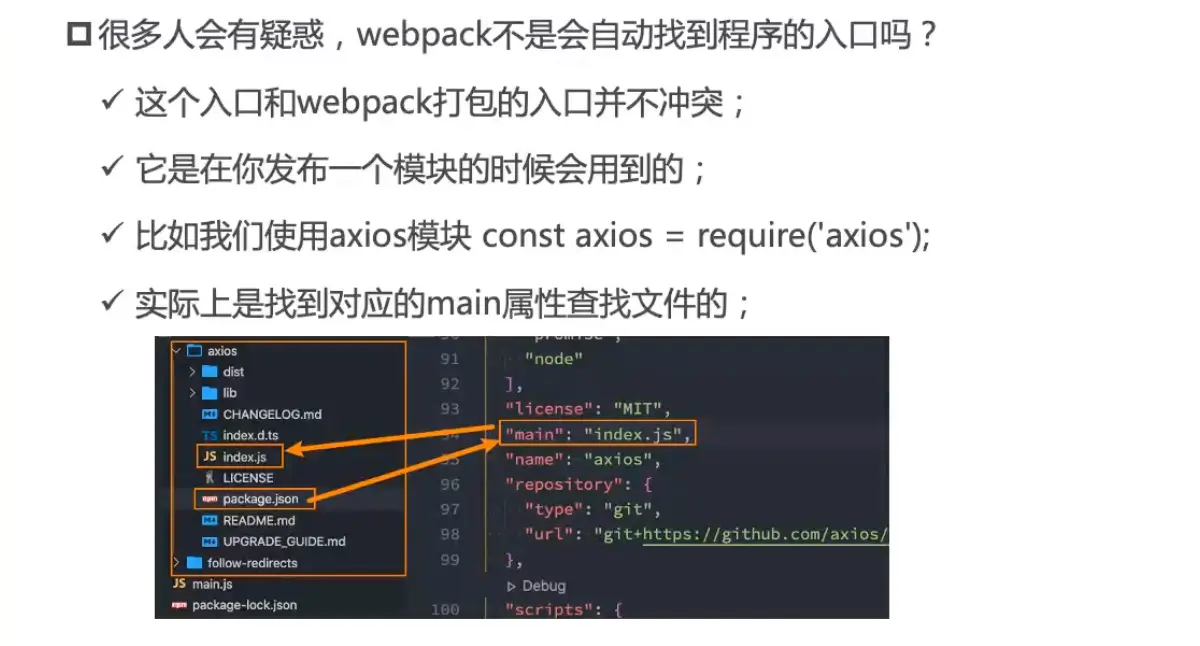 很多人会有疑惑，webpack不是会自动找到程序的入口吗？
✓ 这个入口和webpack打包的入口并不冲突；
✓ 它是在你发布一个模块的时候会用到的；
✓ 比如我们使用axios模块 const axios = require('axios');
✓ 实际上是找到对应的main属性查找文件的；
axios
dist
lib
CHANGELOG.md
TS index.d.ts
JS index.js
LICENSE
package.json
README.md
UPGRADE_GUIDE.md
follow-redirects
JS main.js
package-lock.json
91 "node"
92 ],
93 "license": "MIT",
"main": "index.js",
"name": "axios",
96 "repository": {
97 "type": "git",
98 "url": "git+https://github.com/axios/
99 },
Debug
100 "scripts": {